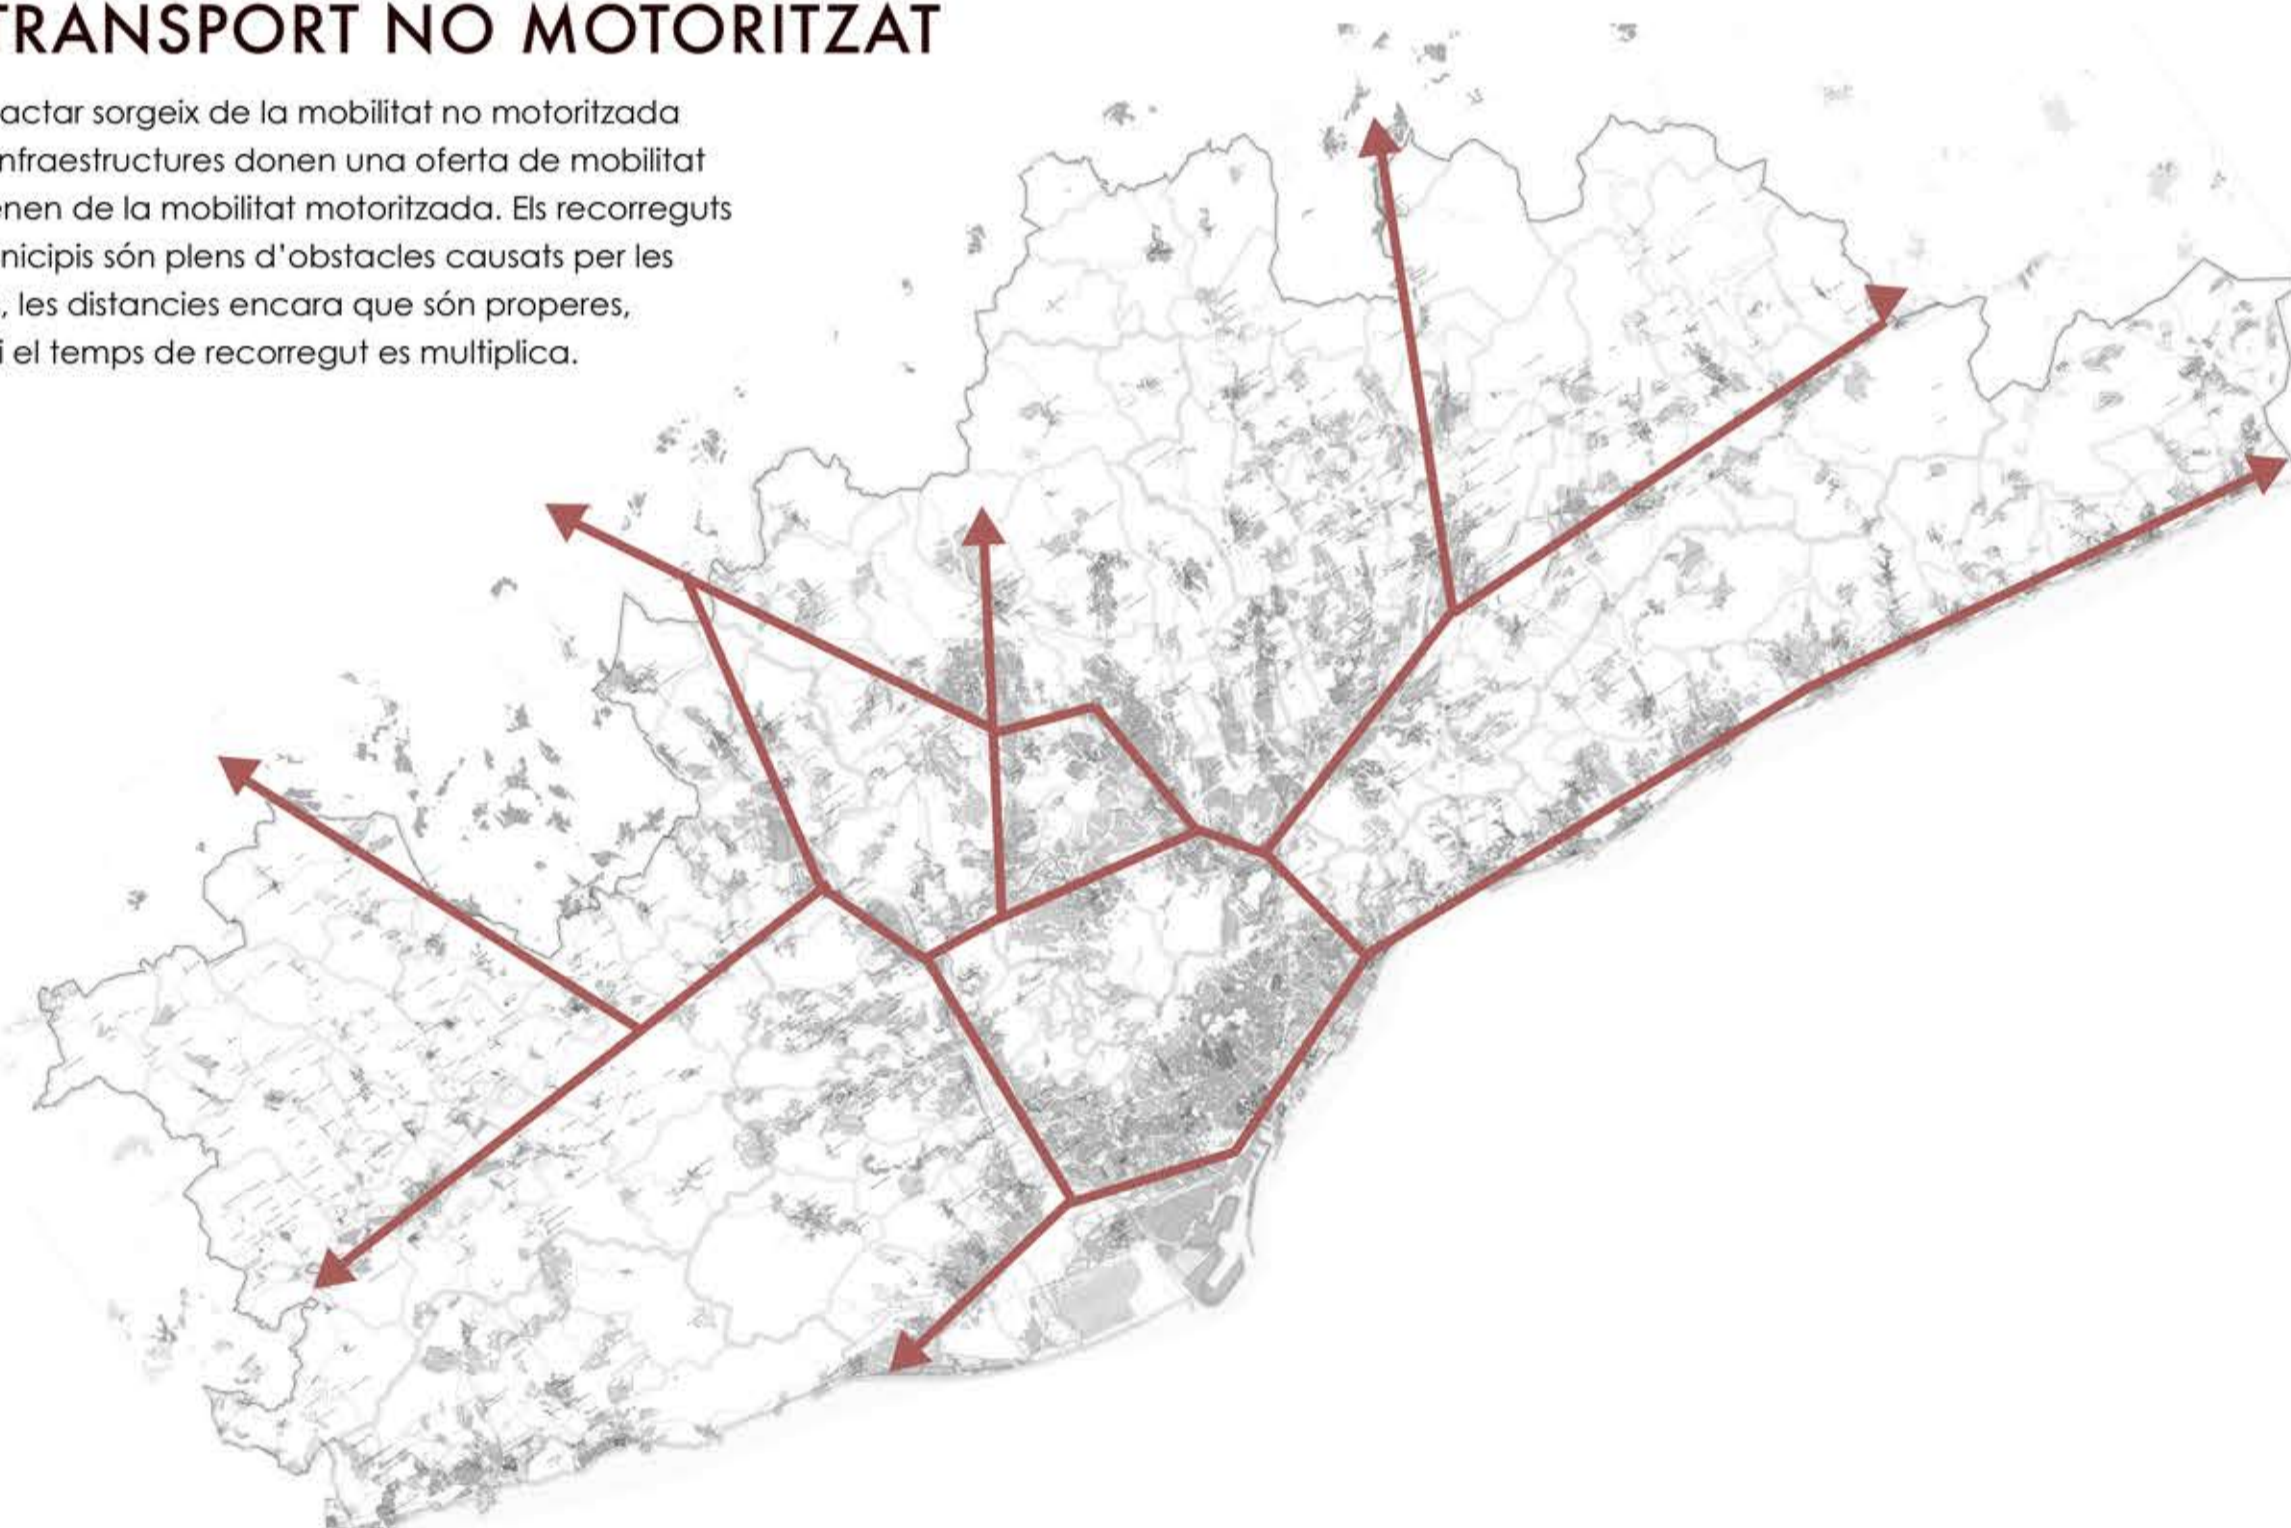 TRANSPORT NO MOTORITZAT
actar sorgeix de la mobilitat no motoritzada
nfraestructures donen una oferta de mobilitat
enen de la mobilitat motoritzada. Els recorreguts
nicipis són plens d'obstacles causats per les
, les distancies encara que són properes,
i el temps de recorregut es multiplica.